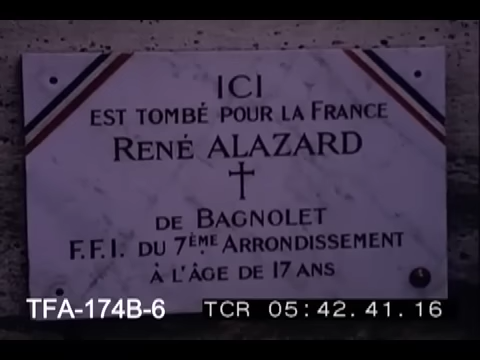 ICI
EST TOMBÉ POUR LA FRANCE
RENÉ ALAZARD
DE BAGNOLET
F.F.I. DU 7ÈME ARRONDISSEMENT
À L'ÂGE DE 17 ANS
TFA-174B-6 TCR 05:42.41.16